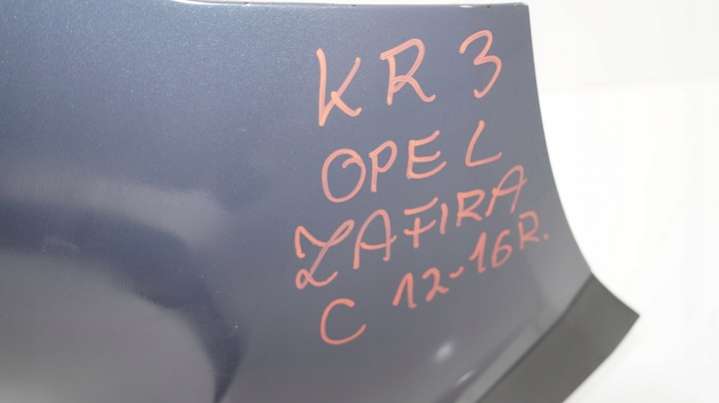 KR3
OPEL
ZAFIRA
C 12-16R.